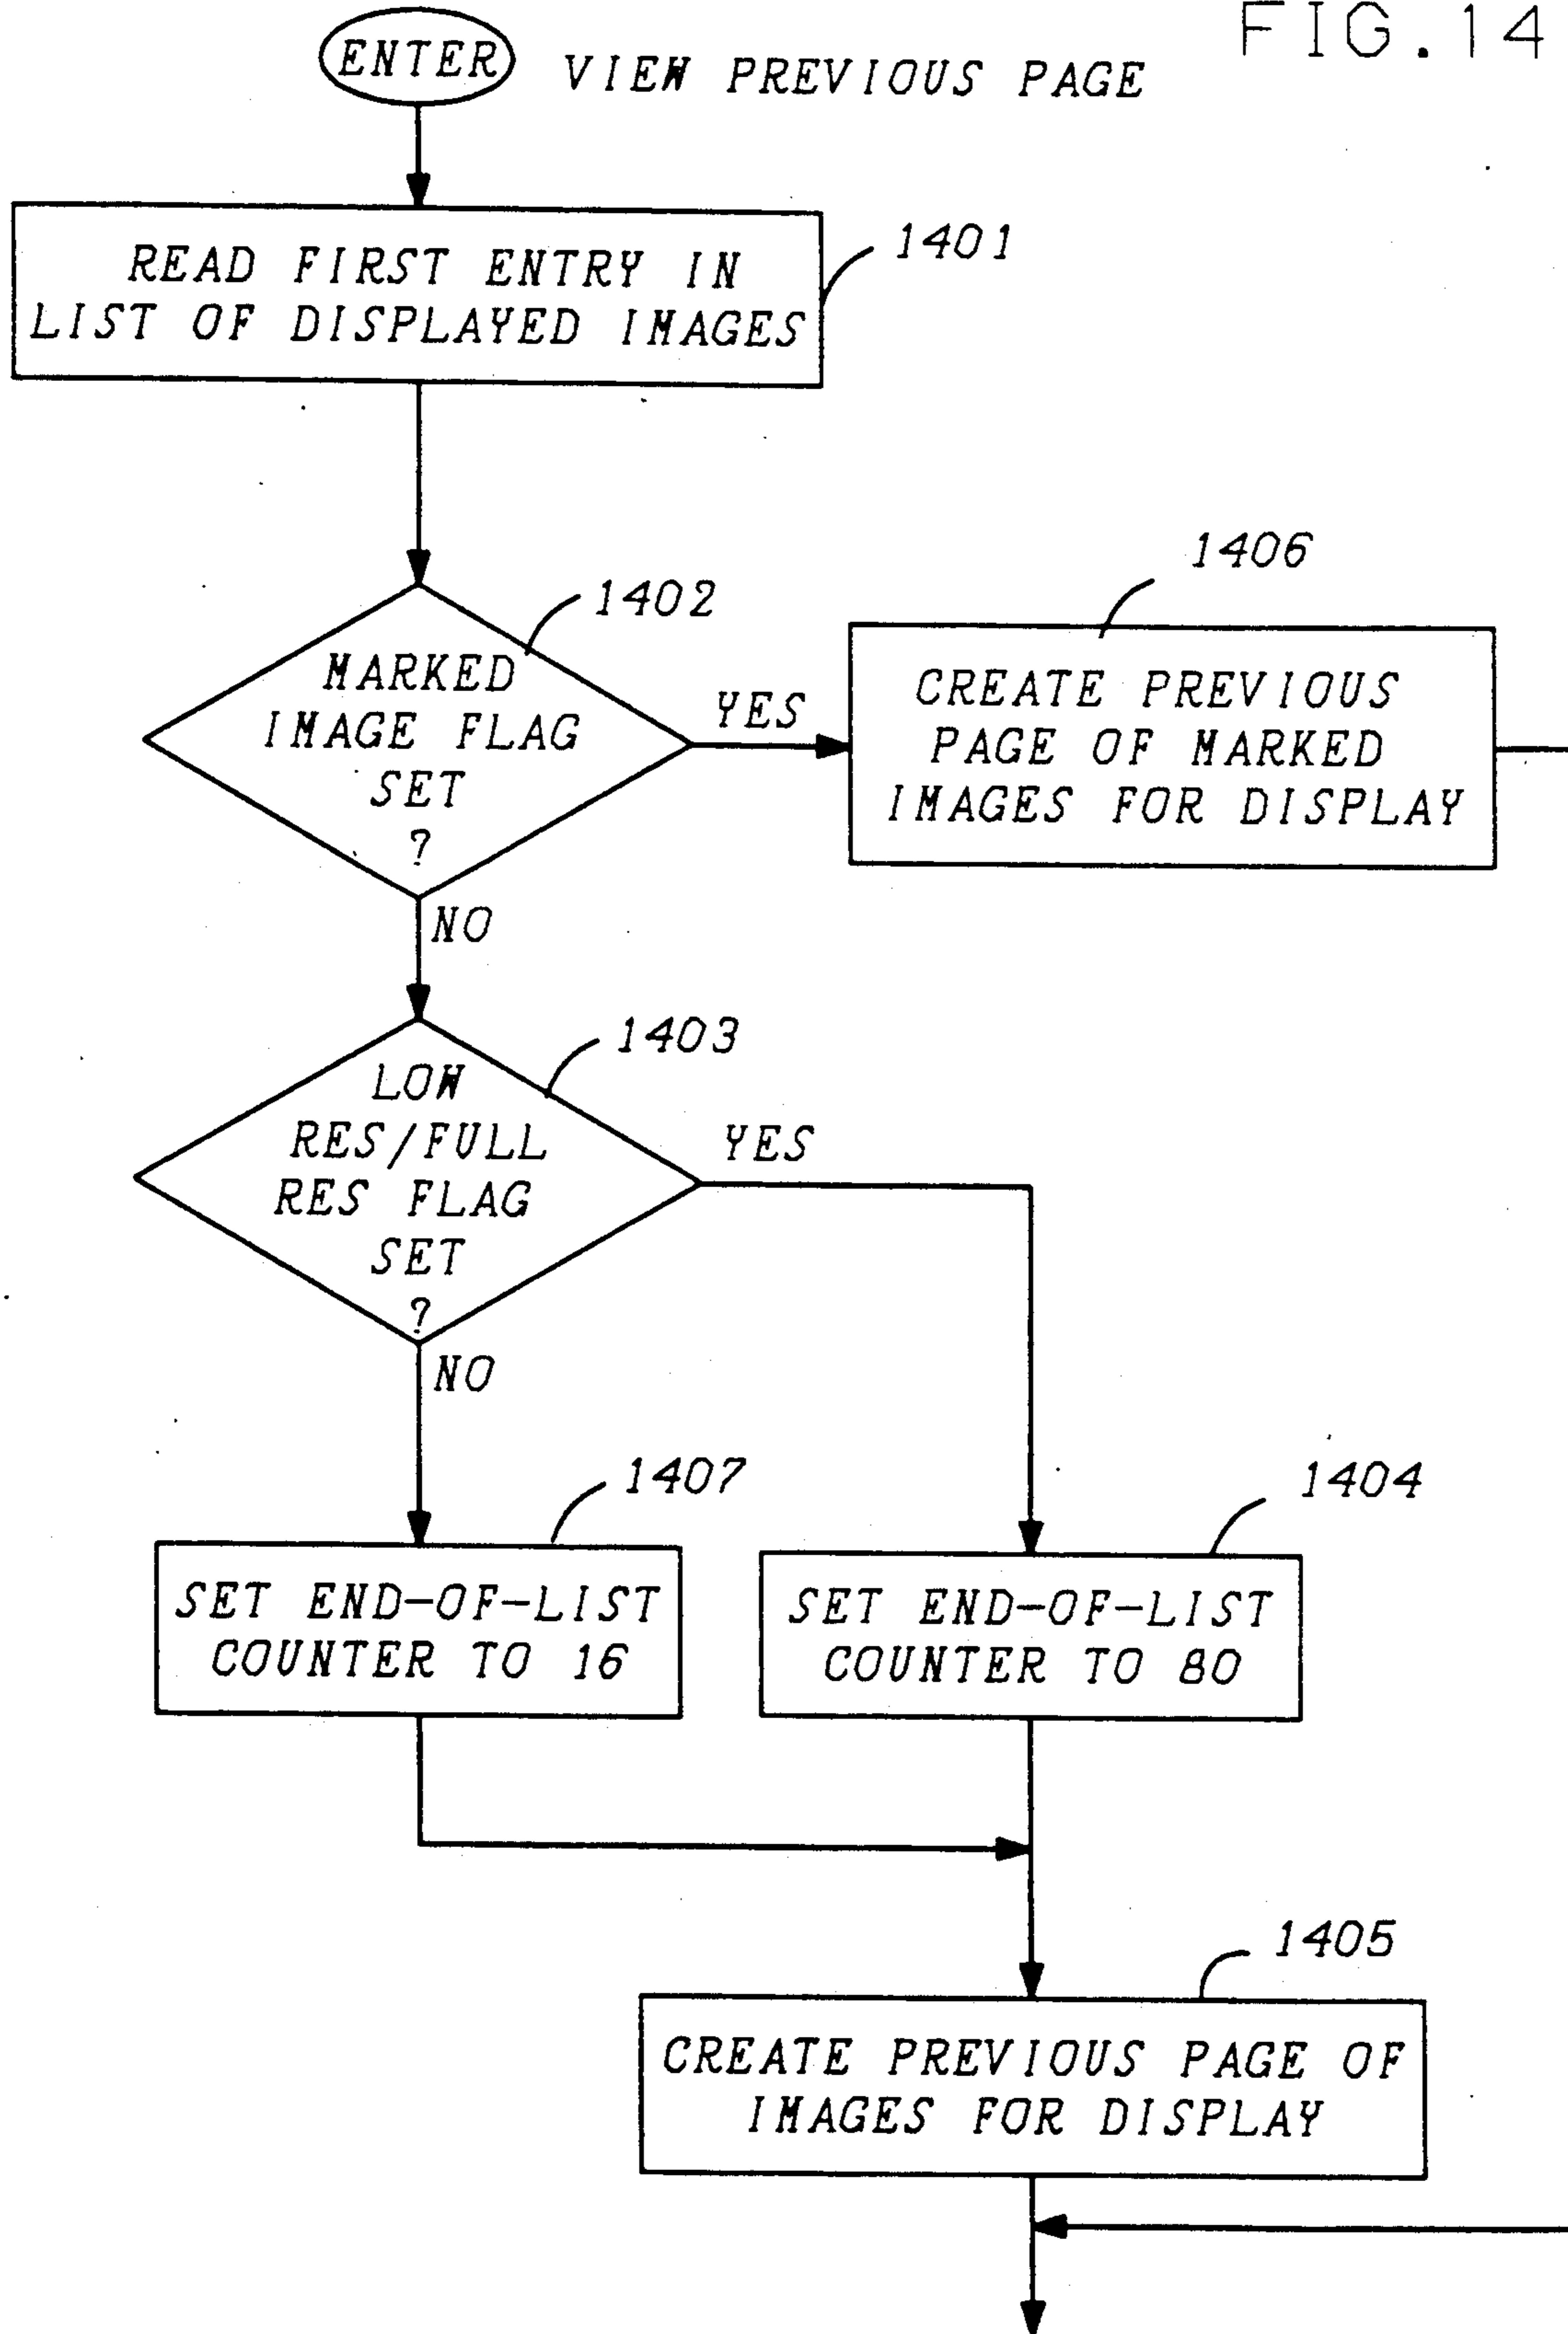 FIG.14
ENTER
VIEW PREVIOUS PAGE
READ FIRST ENTRY IN
LIST OF DISPLAYED IMAGES
1401
1402
MARKED
IMAGE FLAG
SET
?
YES
1406
CREATE PREVIOUS
PAGE OF MARKED
IMAGES FOR DISPLAY
NO
1403
LOW
RES/FULL
RES FLAG
SET
?
YES
NO
1407
SET END-OF-LIST
COUNTER TO 16
1404
SET END-OF-LIST
COUNTER TO 80
1405
CREATE PREVIOUS PAGE OF
IMAGES FOR DISPLAY